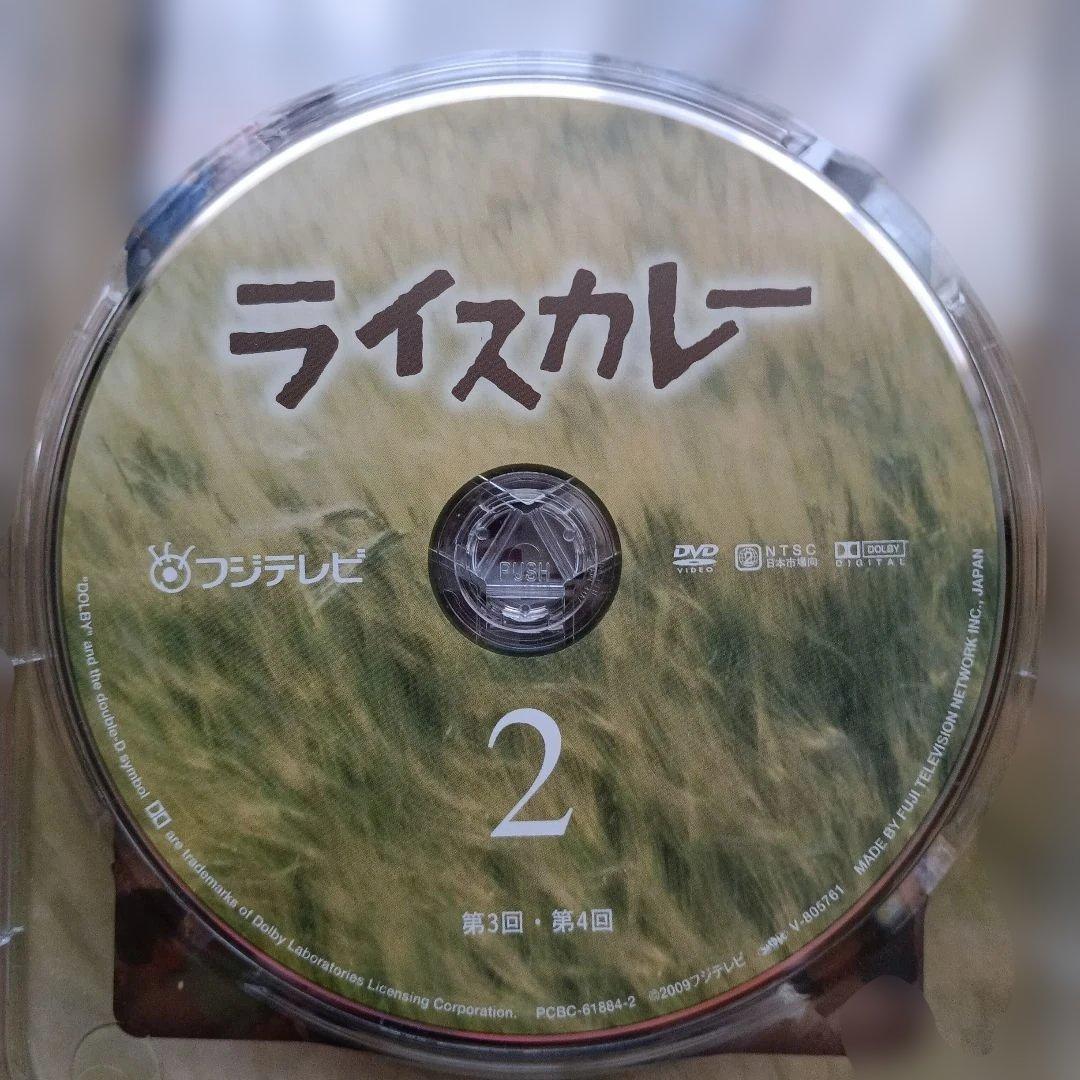 ライスカレー
フジテレビ
DVD
VIDEO
2
NTSC
日本市場向
DOLBY
DIGITAL
PUSH
2
第3回・第4回
"DOLBY" and the double-D symbol are trademarks of Dolby Laboratories Licensing Corporation.
PCBC-61884-2
©2009フジテレビ
V-805761
MADE BY FUJI TELEVISION NETWORK INC., JAPAN